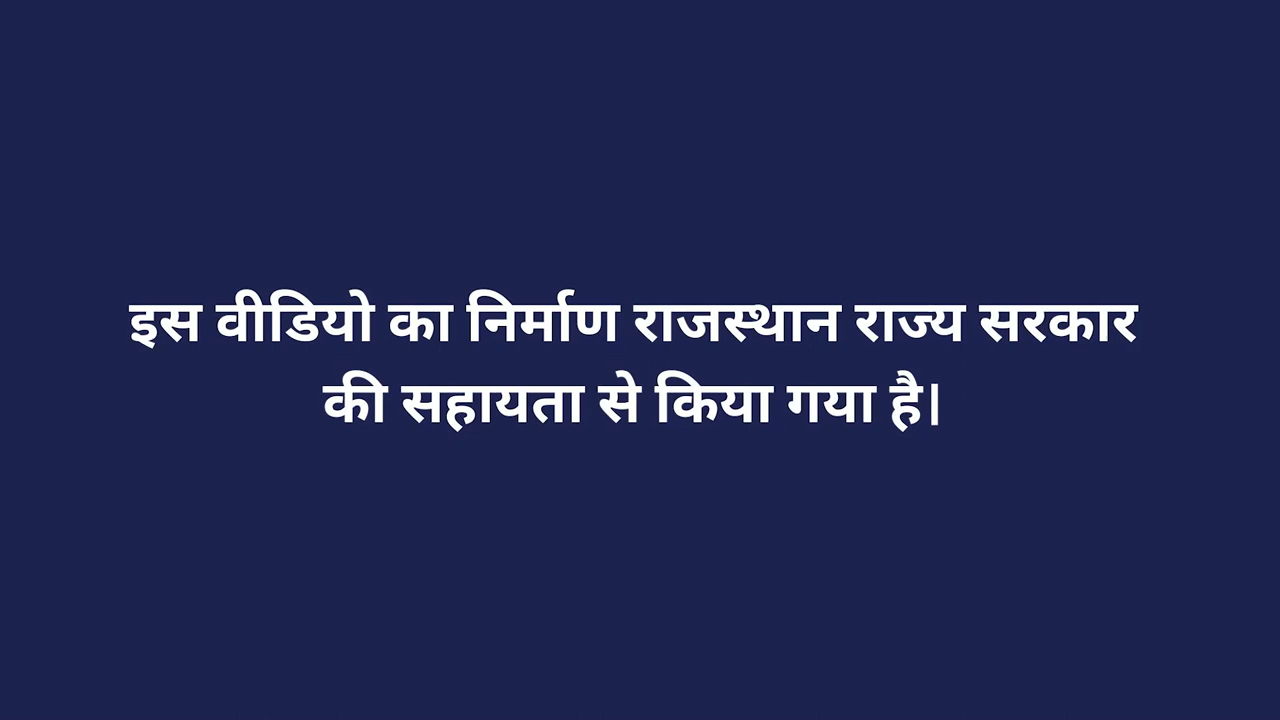 इस वीडियो का निर्माण राजस्थान राज्य सरकार
की सहायता से किया गया है।